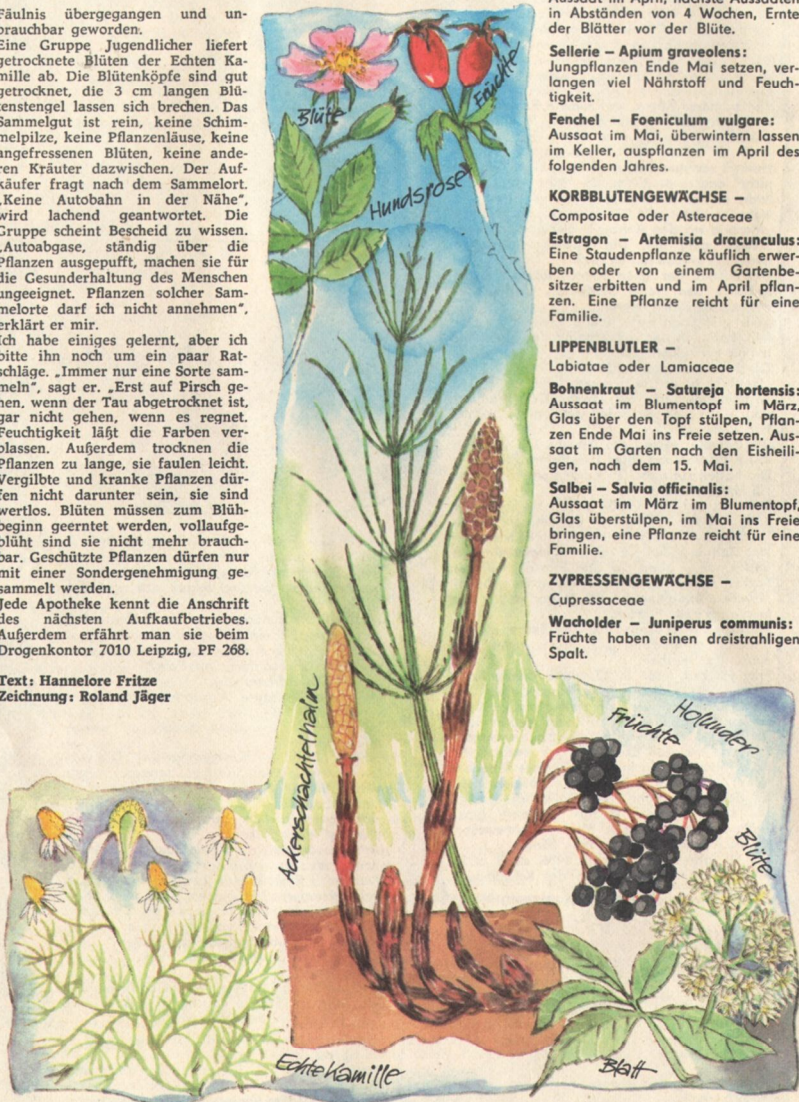 Fäulnis übergegangen und un-
brauchbar geworden.
Eine Gruppe Jugendlicher liefert
getrocknete Blüten der Echten Ka-
mille ab. Die Blütenköpfe sind gut
getrocknet, die 3 cm langen Blü-
tenstengel lassen sich brechen. Das
Sammelgut ist rein, keine Schim-
melpilze, keine Pflanzenläuse, keine
angefressenen Blüten, keine ande-
ren Kräuter dazwischen. Der Auf-
käufer fragt nach dem Sammelort.
„Keine Autobahn in der Nähe“,
wird lachend geantwortet. Die
Gruppe scheint Bescheid zu wissen.
„Autoabgase, ständig über die
Pflanzen ausgepufft, machen sie für
die Gesunderhaltung des Menschen
ungeeignet. Pflanzen solcher Sam-
melorte darf ich nicht annehmen“,
erklärt er mir.
Ich habe einiges gelernt, aber ich
bitte ihn noch um ein paar Rat-
schläge. „Immer nur eine Sorte sam-
meln“, sagt er. „Erst auf Pirsch ge-
hen, wenn der Tau abgetrocknet ist,
gar nicht gehen, wenn es regnet.
Feuchtigkeit läßt die Farben ver-
blassen. Außerdem trocknen die
Pflanzen zu lange, sie faulen leicht.
Vergilbte und kranke Pflanzen dür-
fen nicht darunter sein, sie sind
wertlos. Blüten müssen zum Blüh-
beginn geerntet werden, vollaufge-
blüht sind sie nicht mehr brauch-
bar. Geschützte Pflanzen dürfen nur
mit einer Sondergenehmigung ge-
sammelt werden.
Jede Apotheke kennt die Anschrift
des nächsten Aufkaufbetriebes.
Außerdem erfährt man sie beim
Drogenkontor 7010 Leipzig, PF 268.
Text: Hannelore Fritze
Zeichnung: Roland Jäger
Blüte
Früchte
Hundsrose
Aussaat im April, nächste Aussaaten
in Abständen von 4 Wochen, Ernte
der Blätter vor der Blüte.
Sellerie – Apium graveolens:
Jungpflanzen Ende Mai setzen, ver-
langen viel Nährstoff und Feuch-
tigkeit.
Fenchel – Foeniculum vulgare:
Aussaat im Mai, überwintern lassen
im Keller, auspflanzen im April des
folgenden Jahres.
KORBBLUTENGEWÄCHSE –
Compositae oder Asteraceae
Estragon – Artemisia dracunculus:
Eine Staudenpflanze käuflich erwer-
ben oder von einem Gartenbe-
sitzer erbitten und im April pflan-
zen. Eine Pflanze reicht für eine
Familie.
LIPPENBLUTLER –
Labiatae oder Lamiaceae
Bohnenkraut – Satureja hortensis:
Aussaat im Blumentopf im März,
Glas über den Topf stülpen, Pflan-
zen Ende Mai ins Freie setzen. Aus-
saat im Garten nach den Eisheili-
gen, nach dem 15. Mai.
Salbei – Salvia officinalis:
Aussaat im März im Blumentopf,
Glas überstülpen, im Mai ins Freie
bringen, eine Pflanze reicht für eine
Familie.
ZYPRESSENGEWÄCHSE –
Cupressaceae
Wacholder – Juniperus communis:
Früchte haben einen dreistrahligen
Spalt.
Ackerschachtelhalm
Früchte
Holunder
Blüte
Echte Kamille
Blatt